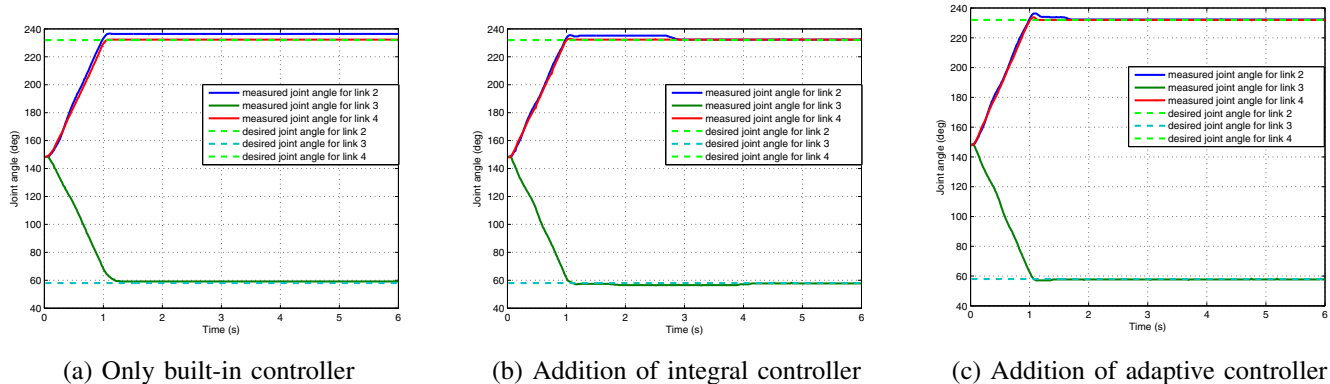 240
220
200
180
160
140
120
100
80
60
40
0 1 2 3 4 5 6
Joint angle (deg)
Time (s)
measured joint angle for link 2
measured joint angle for link 3
measured joint angle for link 4
desired joint angle for link 2
desired joint angle for link 3
desired joint angle for link 4
(a) Only built-in controller
240
220
200
180
160
140
120
100
80
60
40
0 1 2 3 4 5 6
Joint angle (deg)
Time (s)
measured joint angle for link 2
measured joint angle for link 3
measured joint angle for link 4
desired joint angle for link 2
desired joint angle for link 3
desired joint angle for link 4
(b) Addition of integral controller
240
220
200
180
160
140
120
100
80
60
40
0 1 2 3 4 5 6
Joint angle (deg)
Time (s)
measured joint angle for link 2
measured joint angle for link 3
measured joint angle for link 4
desired joint angle for link 2
desired joint angle for link 3
desired joint angle for link 4
(c) Addition of adaptive controller